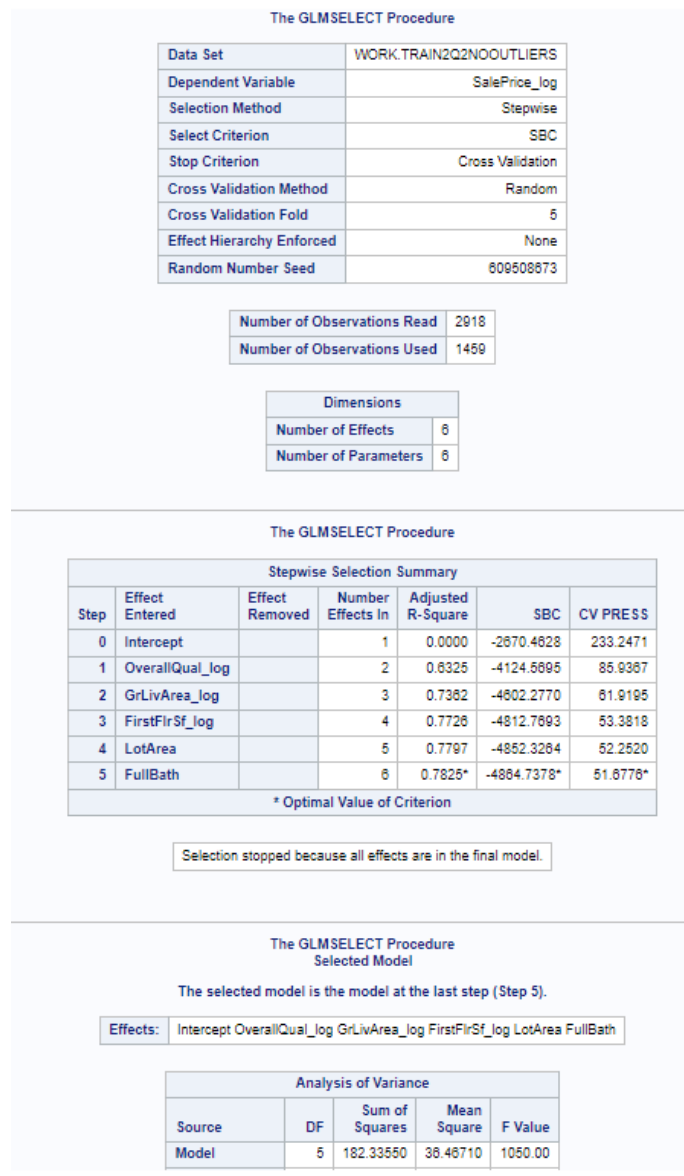 The GLMSELECT Procedure
Data Set WORK.TRAIN2Q2NOOUTLIERS
Dependent Variable SalePrice_log
Selection Method Stepwise
Select Criterion SBC
Stop Criterion Cross Validation
Cross Validation Method Random
Cross Validation Fold 5
Effect Hierarchy Enforced None
Random Number Seed 609508673
Number of Observations Read 2918
Number of Observations Used 1459
Dimensions
Number of Effects 6
Number of Parameters 6
The GLMSELECT Procedure
Stepwise Selection Summary
Step Effect Entered Effect Removed Number Effects In Adjusted R-Square SBC CV PRESS
0 Intercept 1 0.0000 -2670.4628 233.2471
1 OverallQual_log 2 0.6325 -4124.5695 85.9367
2 GrLivArea_log 3 0.7362 -4602.2770 61.9195
3 FirstFlrSf_log 4 0.7726 -4812.7693 53.3818
4 LotArea 5 0.7797 -4852.3264 52.2520
5 FullBath 6 0.7825* -4864.7378* 51.6776*
* Optimal Value of Criterion
Selection stopped because all effects are in the final model.
The GLMSELECT Procedure
Selected Model
The selected model is the model at the last step (Step 5).
Effects: Intercept OverallQual_log GrLivArea_log FirstFlrSf_log LotArea FullBath
Analysis of Variance
Source DF Sum of Squares Mean Square F Value
Model 5 182.33550 36.46710 1050.00